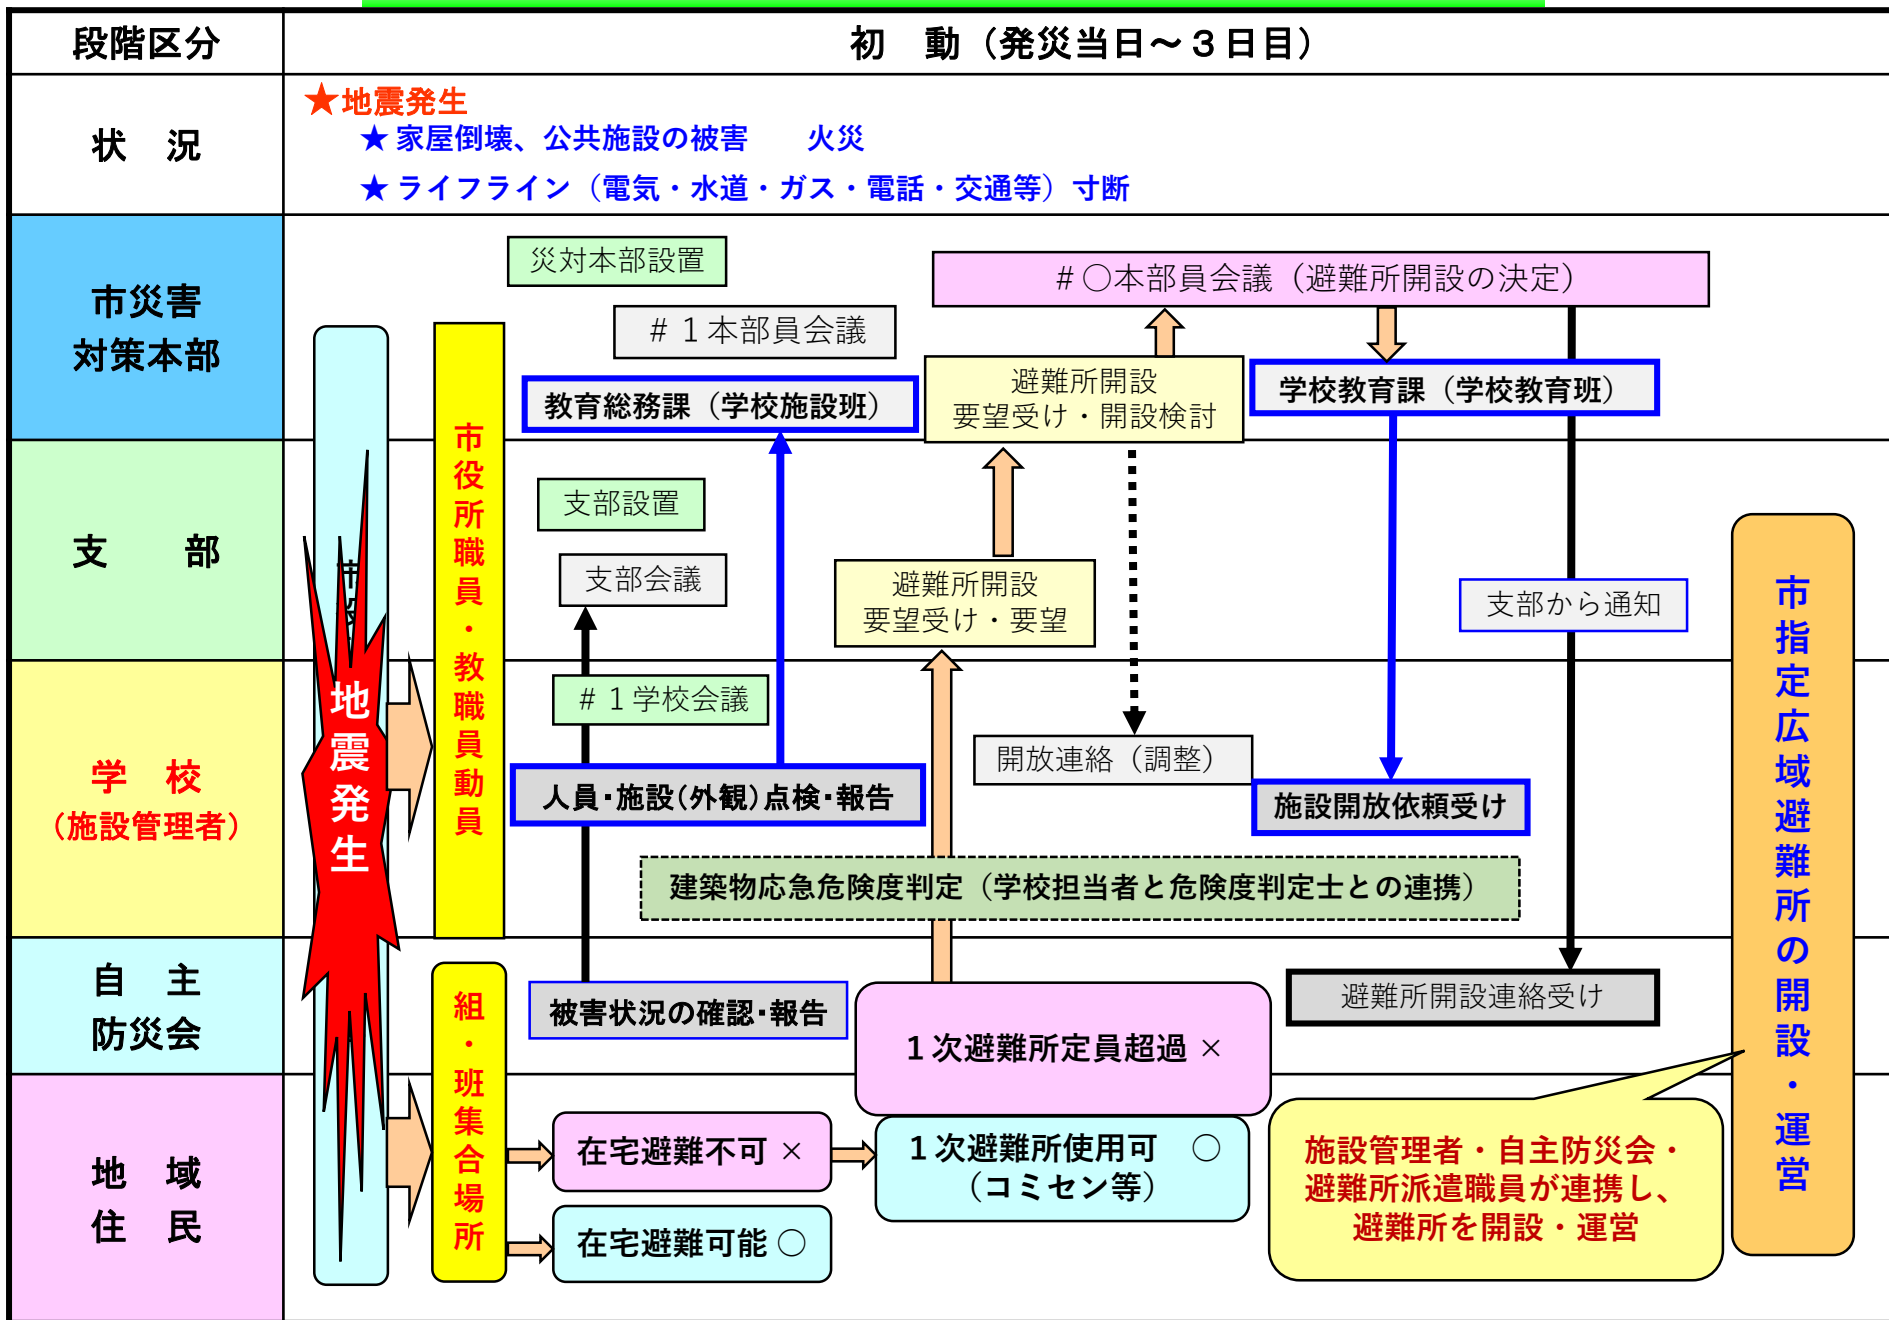 段階区分
初　動（発災当日～３日目）
状　況
★地震発生
★ 家屋倒壊、公共施設の被害　　火災
★ ライフライン（電気・水道・ガス・電話・交通等）寸断
市災害
対策本部
災対本部設置
＃１本部員会議
教育総務課（学校施設班）
＃○本部員会議（避難所開設の決定）
避難所開設
要望受け・開設検討
学校教育課（学校教育班）
支　部
支部設置
支部会議
避難所開設
要望受け・要望
支部から通知
学　校
（施設管理者）
＃１学校会議
人員･施設(外観)点検･報告
開放連絡（調整）
施設開放依頼受け
建築物応急危険度判定（学校担当者と危険度判定士との連携）
自　主
防災会
被害状況の確認･報告
１次避難所定員超過 ×
避難所開設連絡受け
地　域
住　民
在宅避難不可 ×
在宅避難可能 ○
１次避難所使用可　○
（コミセン等）
施設管理者・自主防災会・
避難所派遣職員が連携し、
避難所を開設・運営
地震発生
市役所職員・教職員動員
組・班集合場所
市指定広域避難所の開設・運営